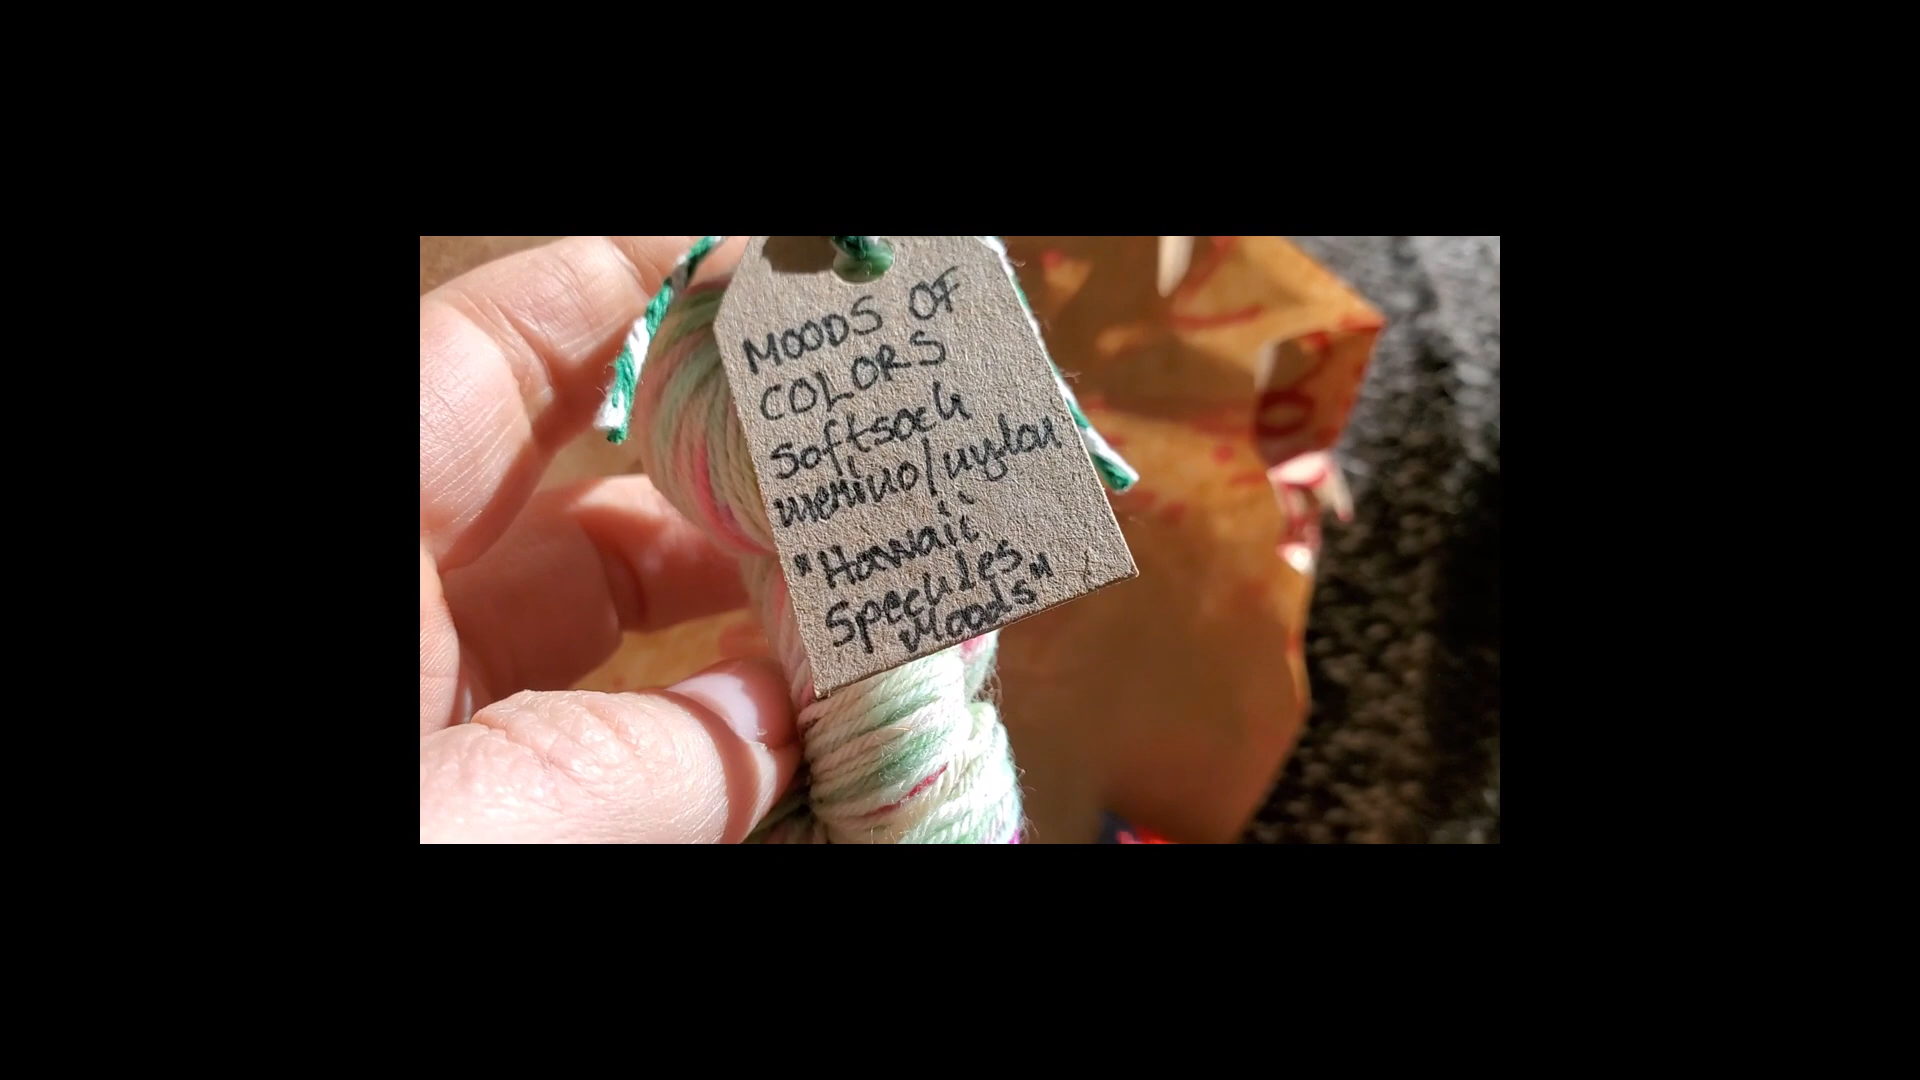 MOODS OF
COLORS
softsock
merino/nylon
"Hawaii
Speckles
Moods"